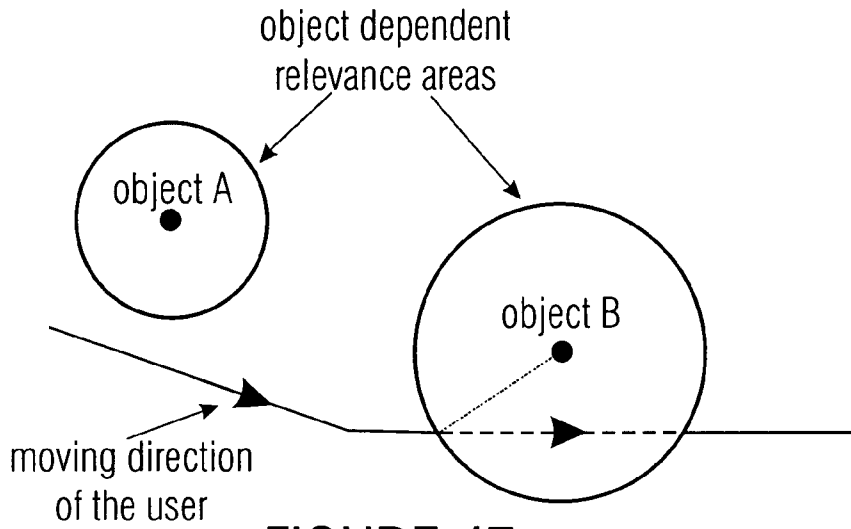 object dependent
relevance areas
object A
object B
moving direction
of the user